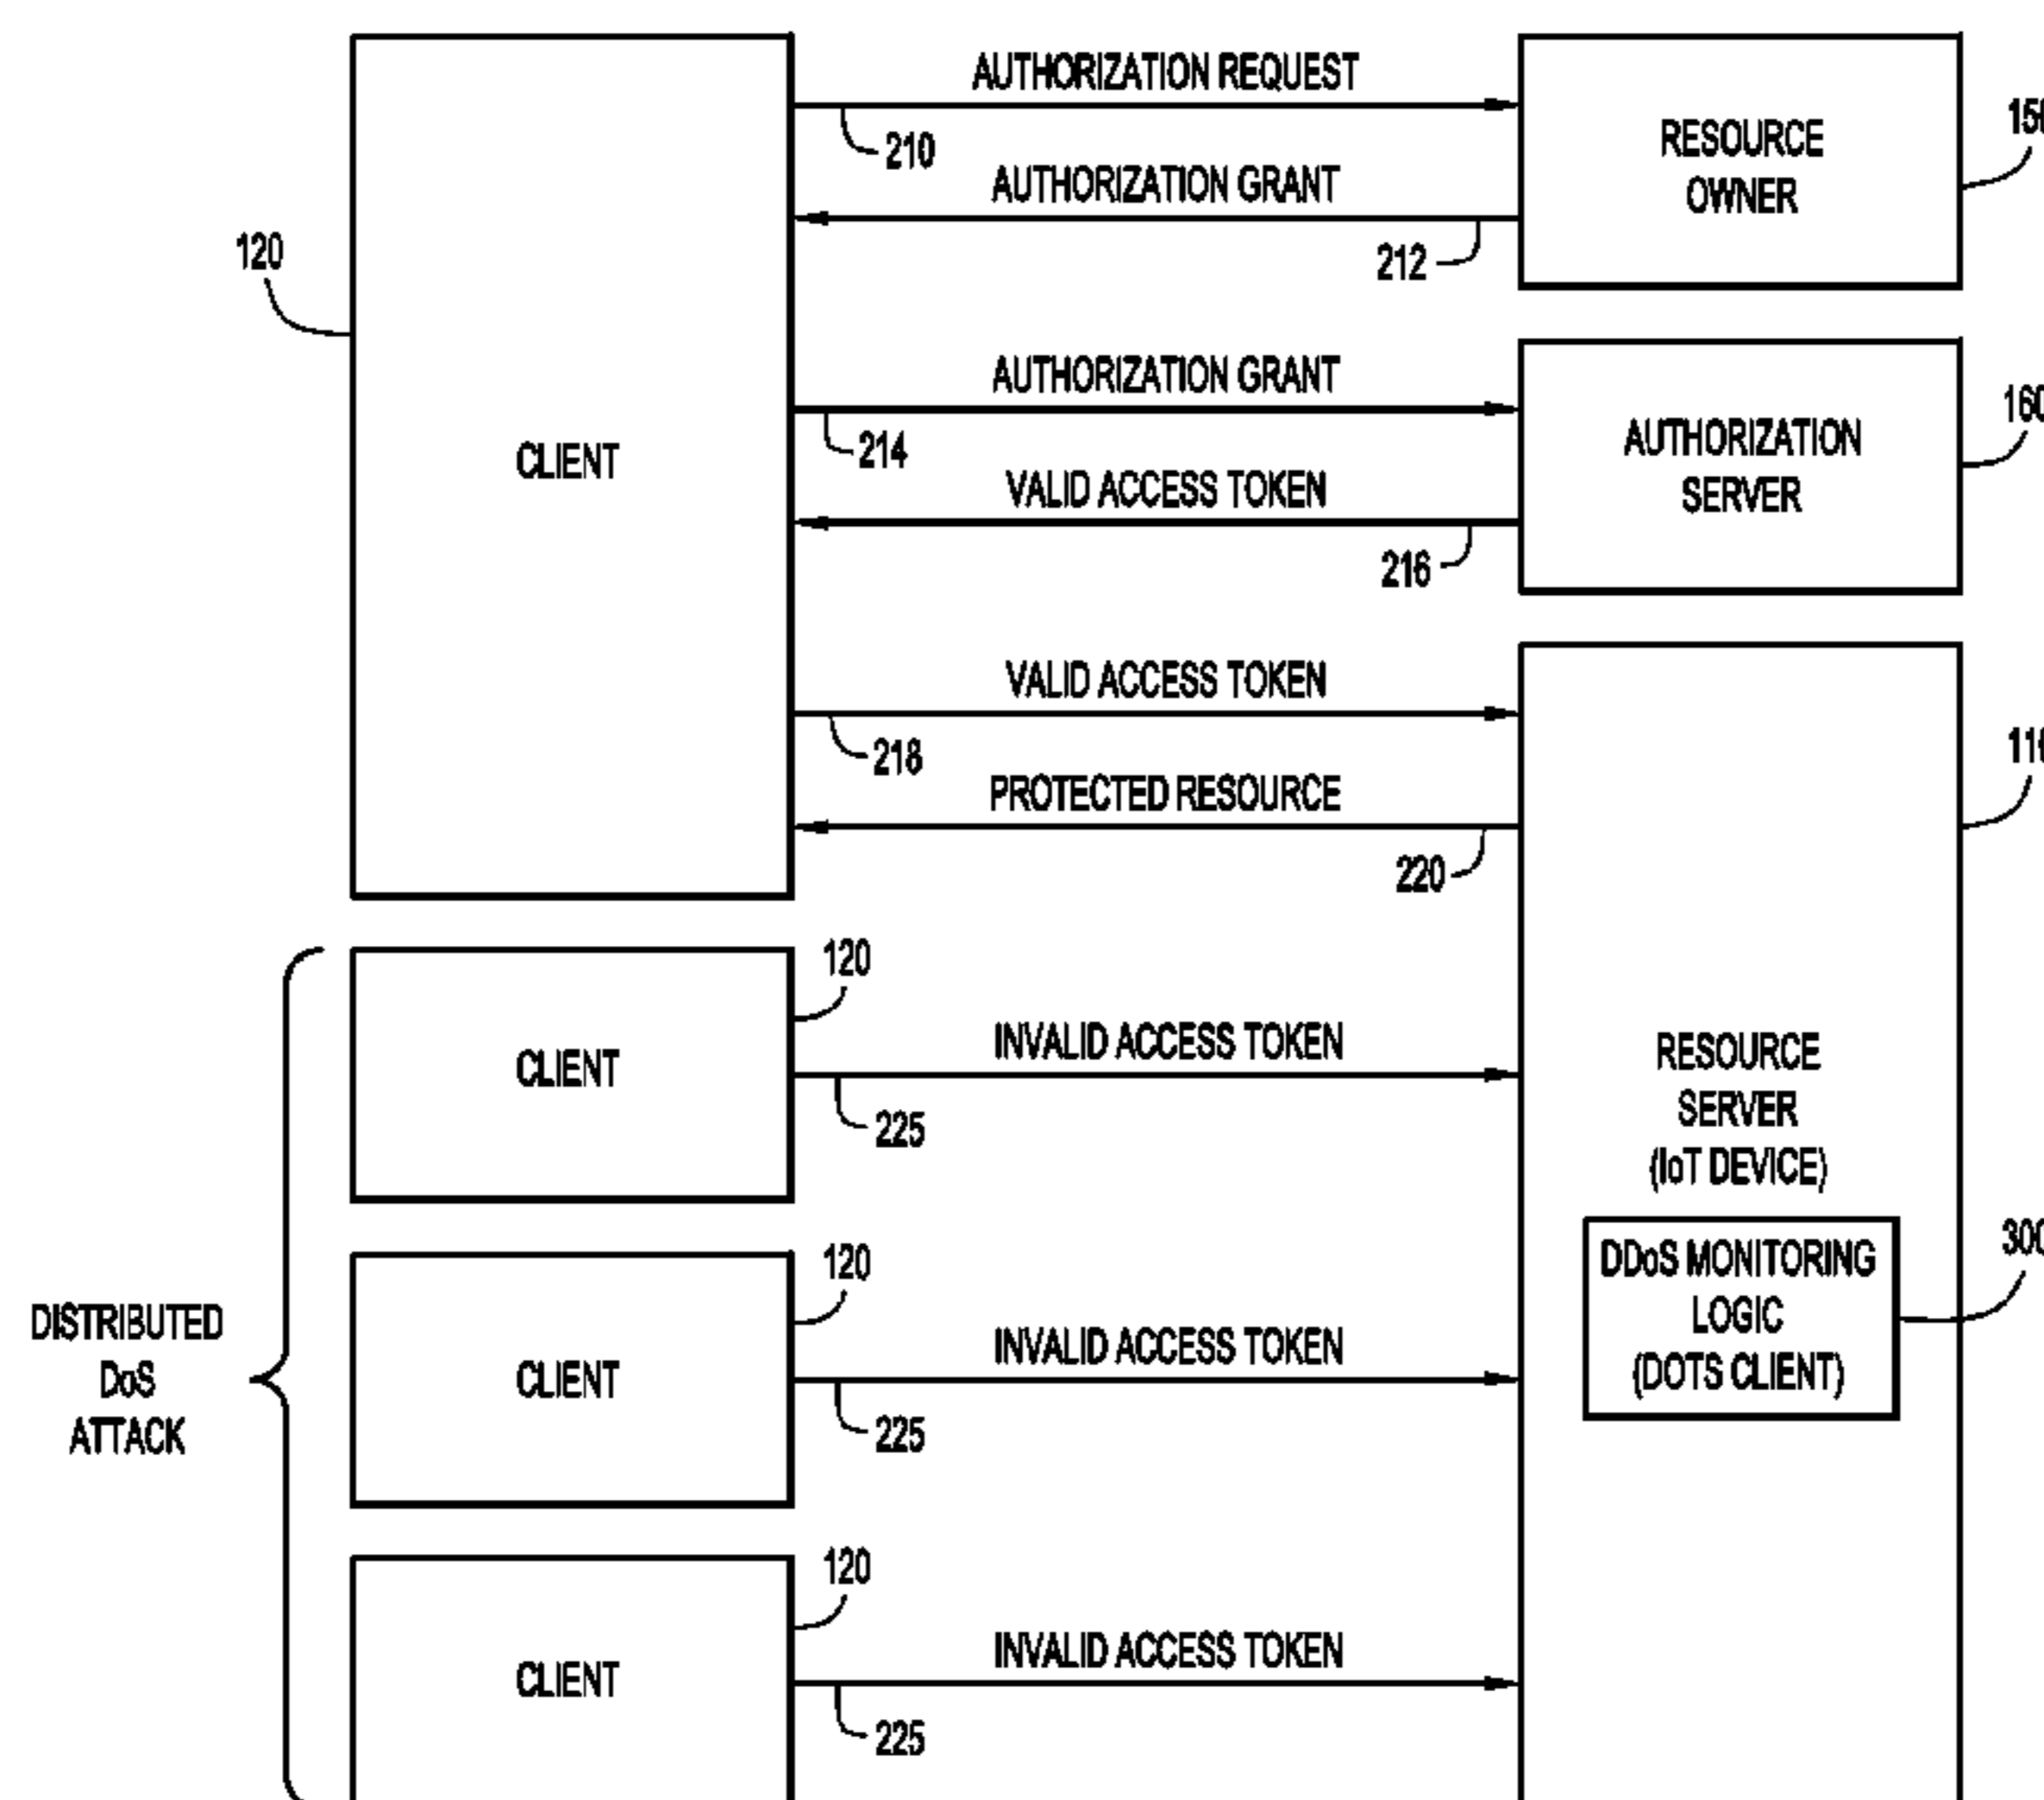 AUTHORIZATION REQUEST
210
RESOURCE
OWNER
150
AUTHORIZATION GRANT
212
120
CLIENT
AUTHORIZATION GRANT
214
AUTHORIZATION
SERVER
160
VALID ACCESS TOKEN
216
VALID ACCESS TOKEN
218
110
PROTECTED RESOURCE
220
120
CLIENT
INVALID ACCESS TOKEN
225
RESOURCE
SERVER
(IoT DEVICE)
DDoS MONITORING
LOGIC
(DOTS CLIENT)
300
DISTRIBUTED
DoS
ATTACK
120
CLIENT
INVALID ACCESS TOKEN
225
120
CLIENT
INVALID ACCESS TOKEN
225